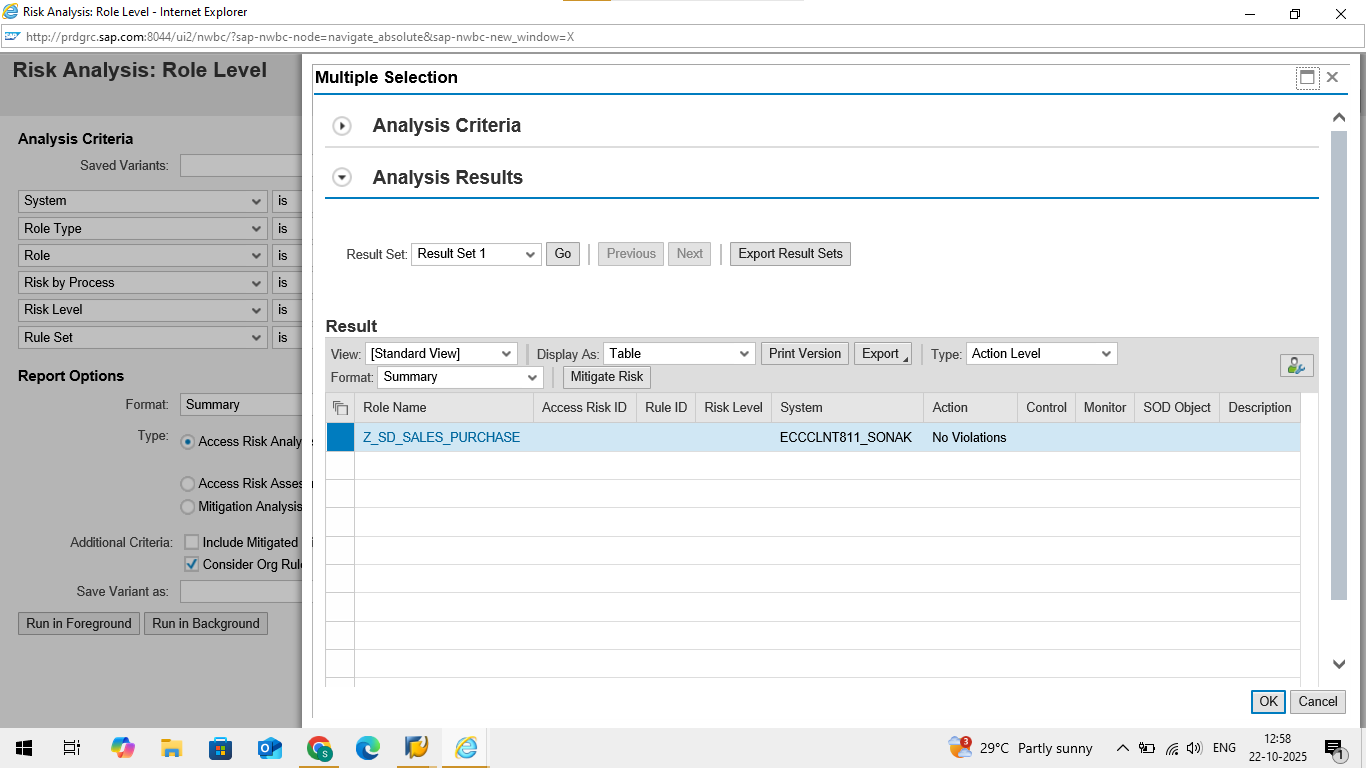 Risk Analysis: Role Level - Internet Explorer
SAP http://prdgrc.sap.com:8044/ui2/nwbc/?sap-nwbc-node=navigate_absolute&sap-nwbc-new_window=X
Risk Analysis: Role Level
Analysis Criteria
Saved Variants:
System is
Role Type is
Role is
Risk by Process is
Risk Level is
Rule Set is
Report Options
Format: Summary
Type: Access Risk Analy
Access Risk Asses
Mitigation Analysis
Additional Criteria: Include Mitigated
Consider Org Rul
Save Variant as:
Run in Foreground Run in Background
Multiple Selection
Analysis Criteria
Analysis Results
Result Set: Result Set 1 Go Previous Next Export Result Sets
Result
View: [Standard View] Display As: Table Print Version Export Type: Action Level
Format: Summary Mitigate Risk
Role Name Access Risk ID Rule ID Risk Level System Action Control Monitor SOD Object Description
Z_SD_SALES_PURCHASE ECCCLNT811_SONAK No Violations
OK Cancel
3 29°C Partly sunny ENG 12:58
22-10-2025 1